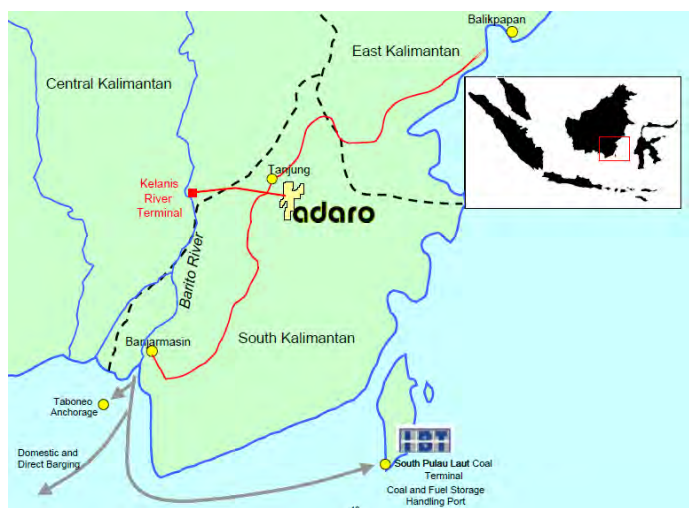 Balikpapan
East Kalimantan
Central Kalimantan
Tanjung
Kelanis
River
Terminal
adaro
Barito River
South Kalimantan
Banjarmasin
Taboneo
Anchorage
Domestic and
Direct Barging
IBT
South Pulau Laut Coal
Terminal
Coal and Fuel Storage
Handling Port